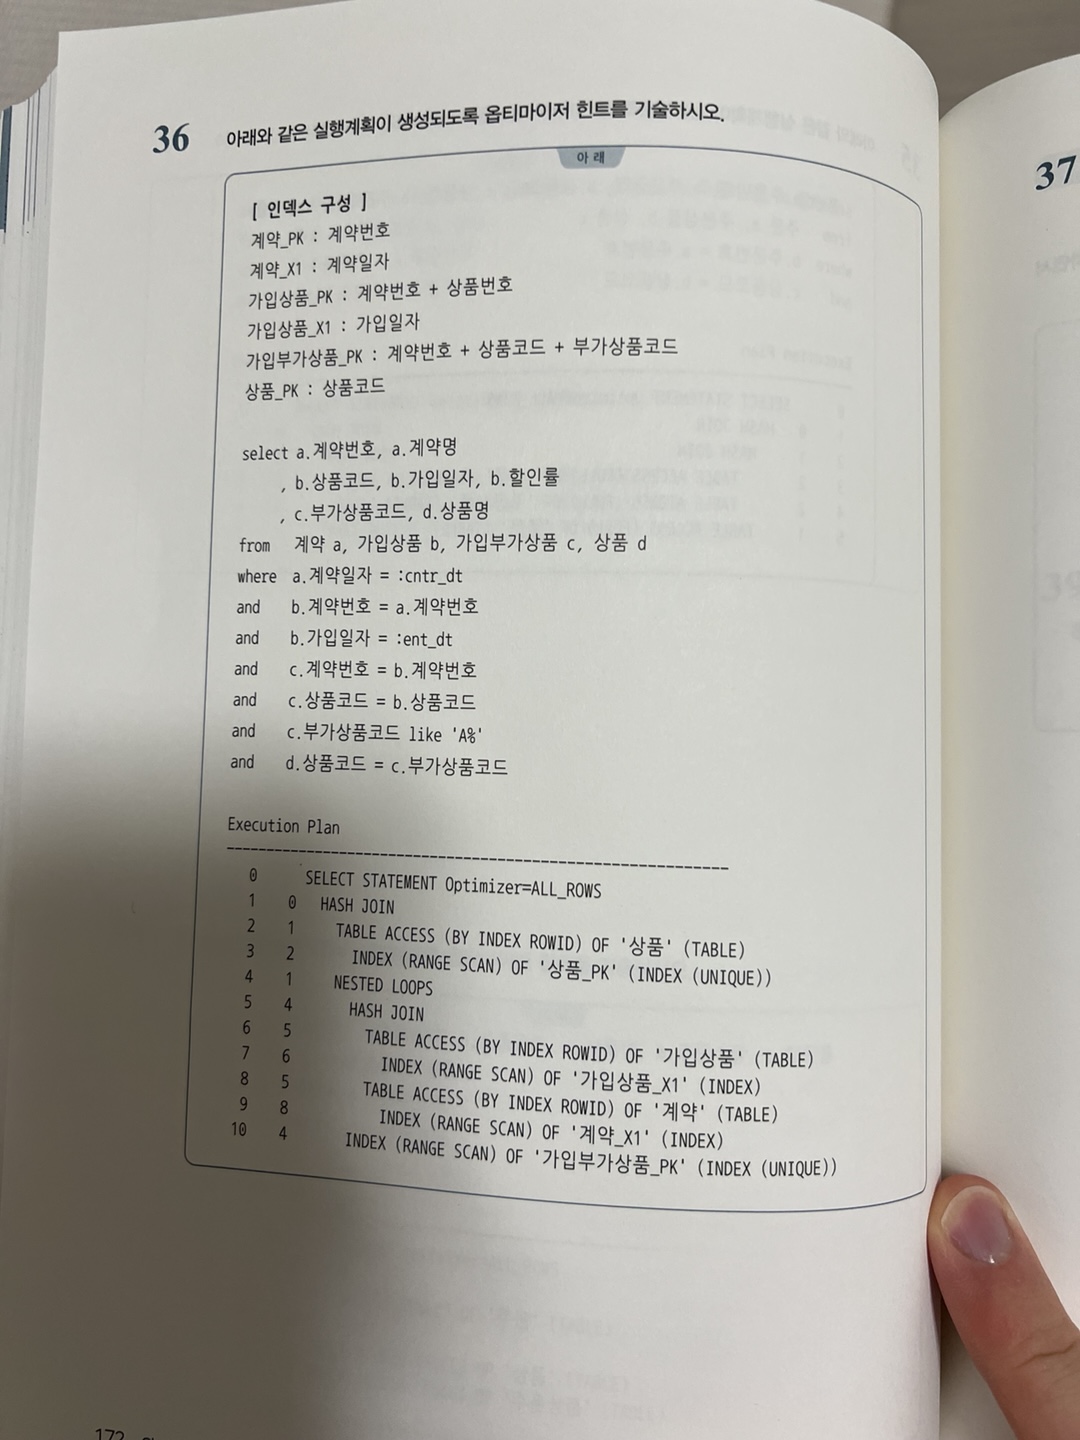 36 아래와 같은 실행계획이 생성되도록 옵티마이저 힌트를 기술하시오.
아 래
[ 인덱스 구성 ]
계약_PK : 계약번호
계약_X1 : 계약일자
가입상품_PK : 계약번호 + 상품번호
가입상품_X1 : 가입일자
가입부가상품_PK : 계약번호 + 상품코드 + 부가상품코드
상품_PK : 상품코드
select a.계약번호, a.계약명
, b.상품코드, b.가입일자, b.할인률
, c.부가상품코드, d.상품명
from 계약 a, 가입상품 b, 가입부가상품 c, 상품 d
where a.계약일자 = :cntr_dt
and b.계약번호 = a.계약번호
and b.가입일자 = :ent_dt
and c.계약번호 = b.계약번호
and c.상품코드 = b.상품코드
and c.부가상품코드 like 'A%'
and d.상품코드 = c.부가상품코드
Execution Plan
------------------------------------------------------------
0 SELECT STATEMENT Optimizer=ALL_ROWS
1 0 HASH JOIN
2 1 TABLE ACCESS (BY INDEX ROWID) OF '상품' (TABLE)
3 2 INDEX (RANGE SCAN) OF '상품_PK' (INDEX (UNIQUE))
4 1 NESTED LOOPS
5 4 HASH JOIN
6 5 TABLE ACCESS (BY INDEX ROWID) OF '가입상품' (TABLE)
7 6 INDEX (RANGE SCAN) OF '가입상품_X1' (INDEX)
8 5 TABLE ACCESS (BY INDEX ROWID) OF '계약' (TABLE)
9 8 INDEX (RANGE SCAN) OF '계약_X1' (INDEX)
10 4 INDEX (RANGE SCAN) OF '가입부가상품_PK' (INDEX (UNIQUE))
172
37